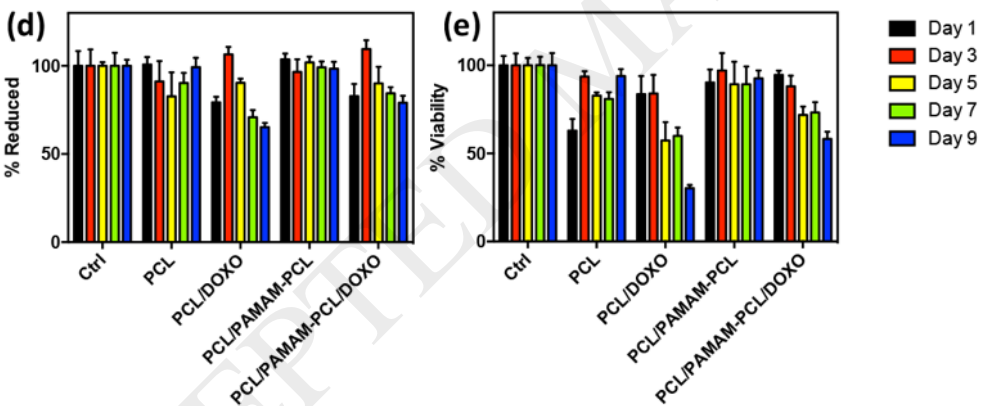 (d)
% Reduced
100
50
0
Ctrl
PCL
PCL/DOXO
PCL/PAMAM-PCL
PCL/PAMAM-PCL/DOXO
(e)
% Viability
100
50
0
Ctrl
PCL
PCL/DOXO
PCL/PAMAM-PCL
PCL/PAMAM-PCL/DOXO
Day 1
Day 3
Day 5
Day 7
Day 9
EPTED MA